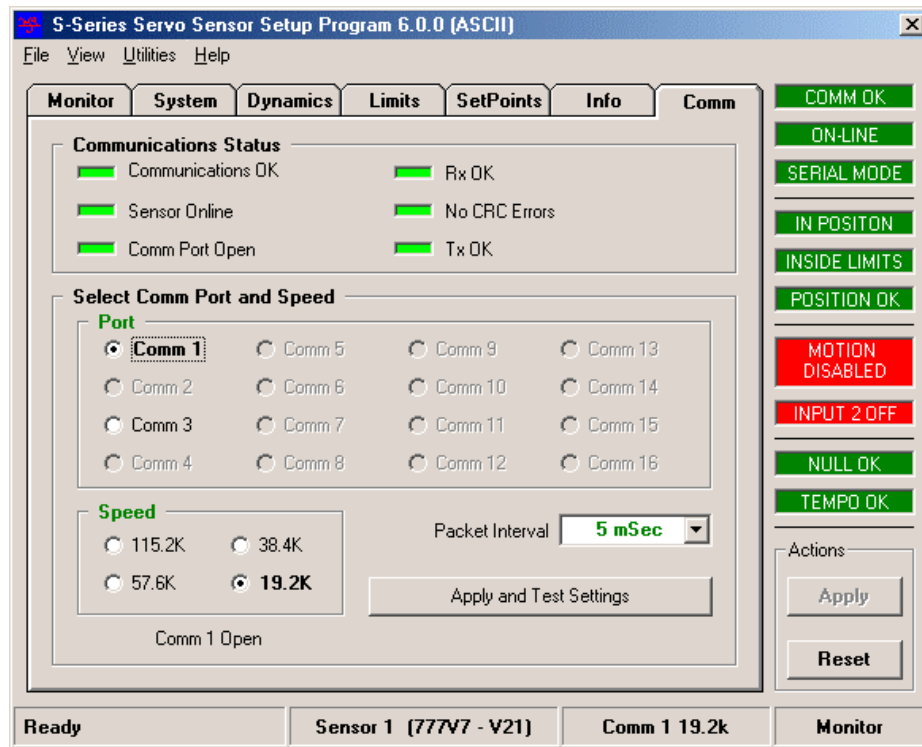 S-Series Servo Sensor Setup Program 6.0.0 (ASCII)
File View Utilities Help
Monitor System Dynamics Limits SetPoints Info Comm
Communications Status
Communications OK Rx OK
Sensor Online No CRC Errors
Comm Port Open Tx OK
Select Comm Port and Speed
Port
Comm 1 Comm 5 Comm 9 Comm 13
Comm 2 Comm 6 Comm 10 Comm 14
Comm 3 Comm 7 Comm 11 Comm 15
Comm 4 Comm 8 Comm 12 Comm 16
Speed
115.2K 38.4K
57.6K 19.2K
Packet Interval 5 mSec
Apply and Test Settings
Comm 1 Open
COMM OK
ON-LINE
SERIAL MODE
IN POSITON
INSIDE LIMITS
POSITION OK
MOTION
DISABLED
INPUT 2 OFF
NULL OK
TEMPO OK
Actions
Apply
Reset
Ready Sensor 1 (777V7 - V21) Comm 1 19.2k Monitor